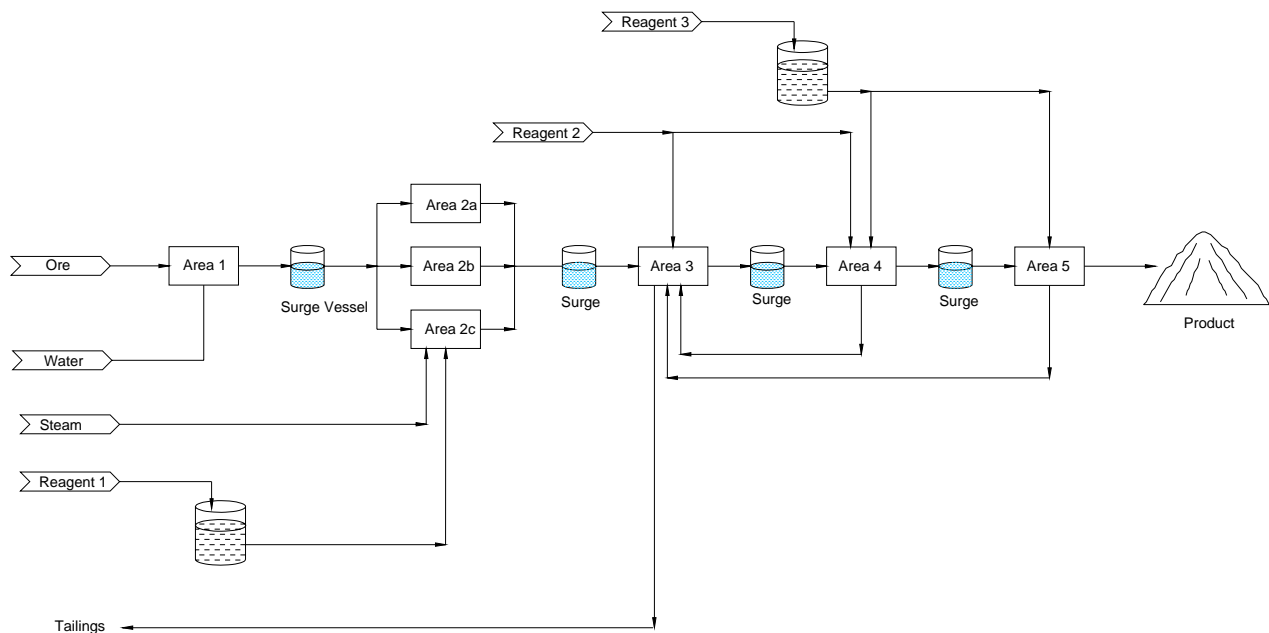 Reagent 3
Reagent 2
Area 2a
Ore
Area 1
Area 2b
Area 3
Area 4
Area 5
Surge Vessel
Surge
Surge
Surge
Product
Area 2c
Water
Steam
Reagent 1
Tailings